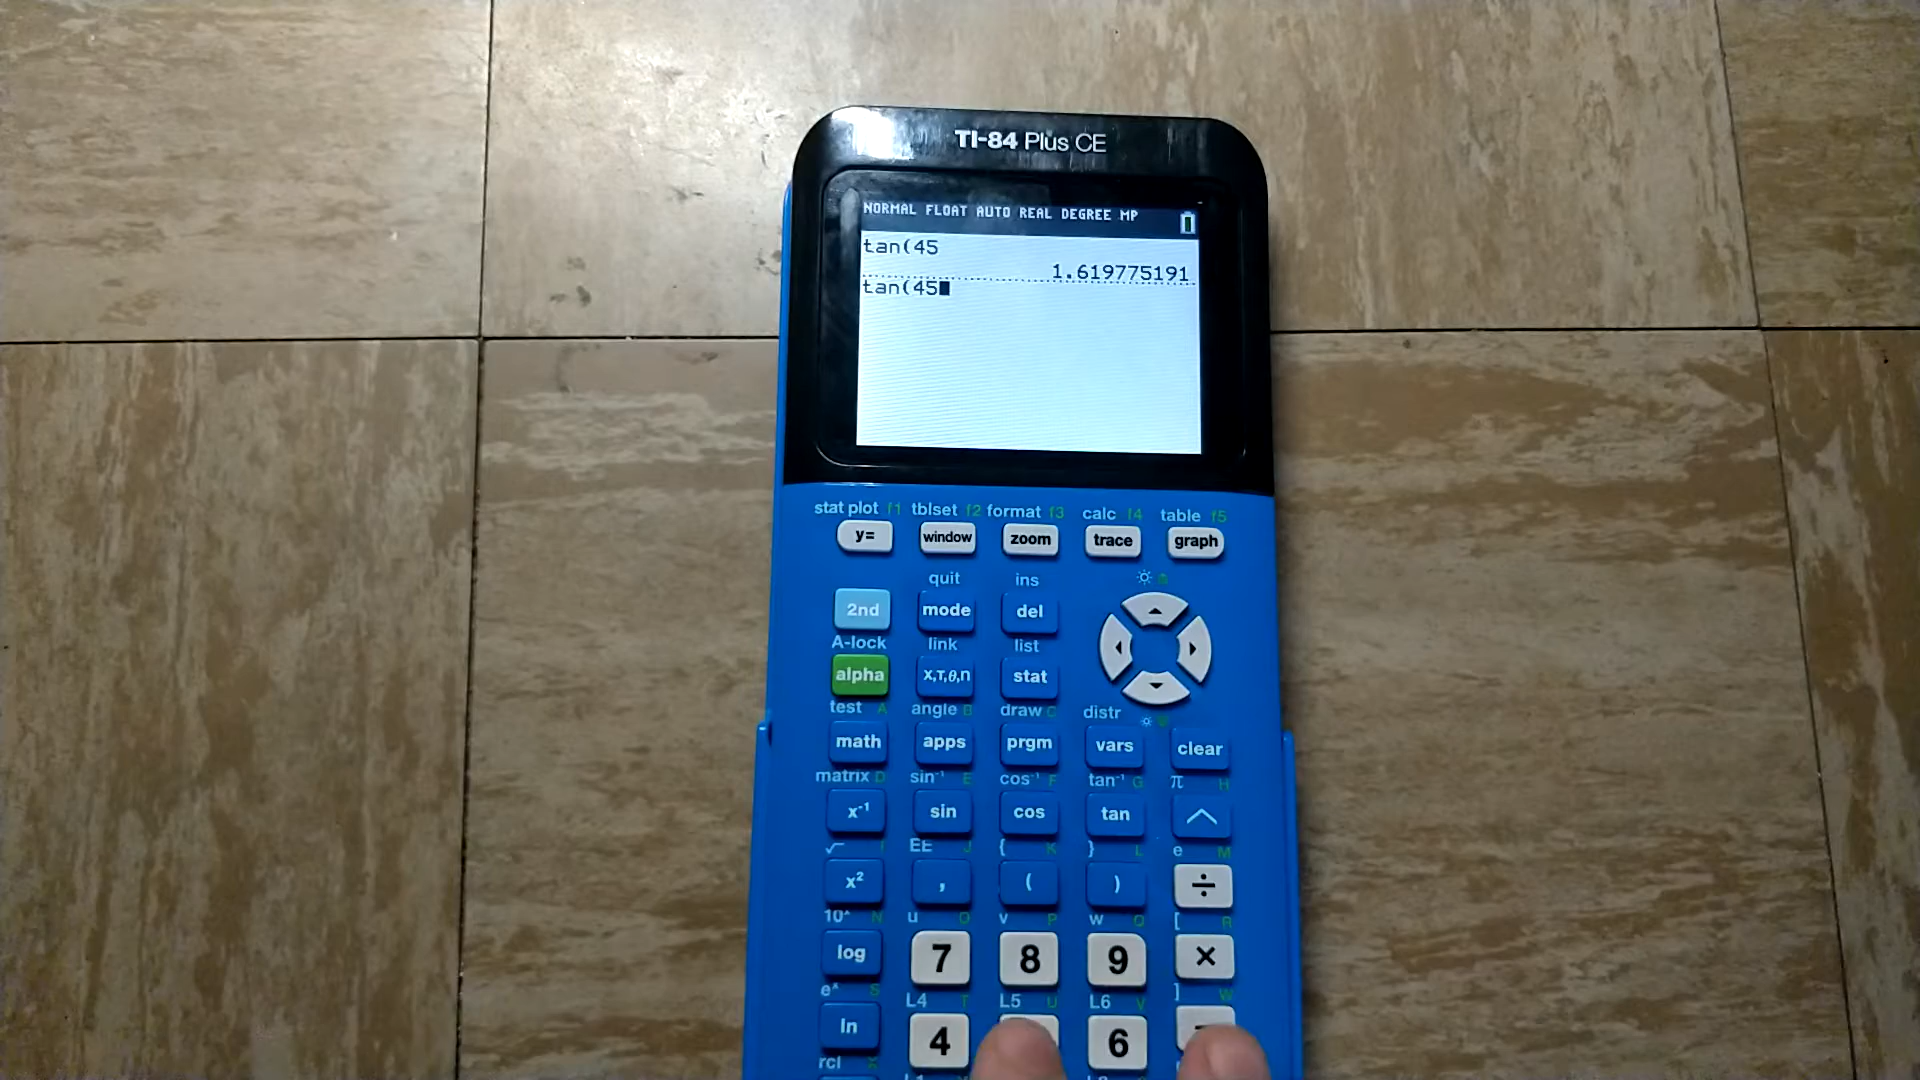 TI-84 Plus CE
NORMAL FLOAT AUTO REAL DEGREE MP
tan(45
1.619775191
tan(45
stat plot f1 tblset f2 format f3 calc f4 table f5
y= window zoom trace graph
quit ins
2nd mode del
A-lock link list
alpha X,T,θ,n stat
test A angle B draw C distr
math apps prgm vars clear
matrix D sin⁻¹ E cos⁻¹ F tan⁻¹ G π H
x⁻¹ sin cos tan ^
√ I EE J { K } L e M
x² , ( ) ÷
10ˣ N u O v P w Q [ R
log 7 8 9 ×
eˣ S L4 T L5 U L6 V ] W
ln 4 6
rcl X